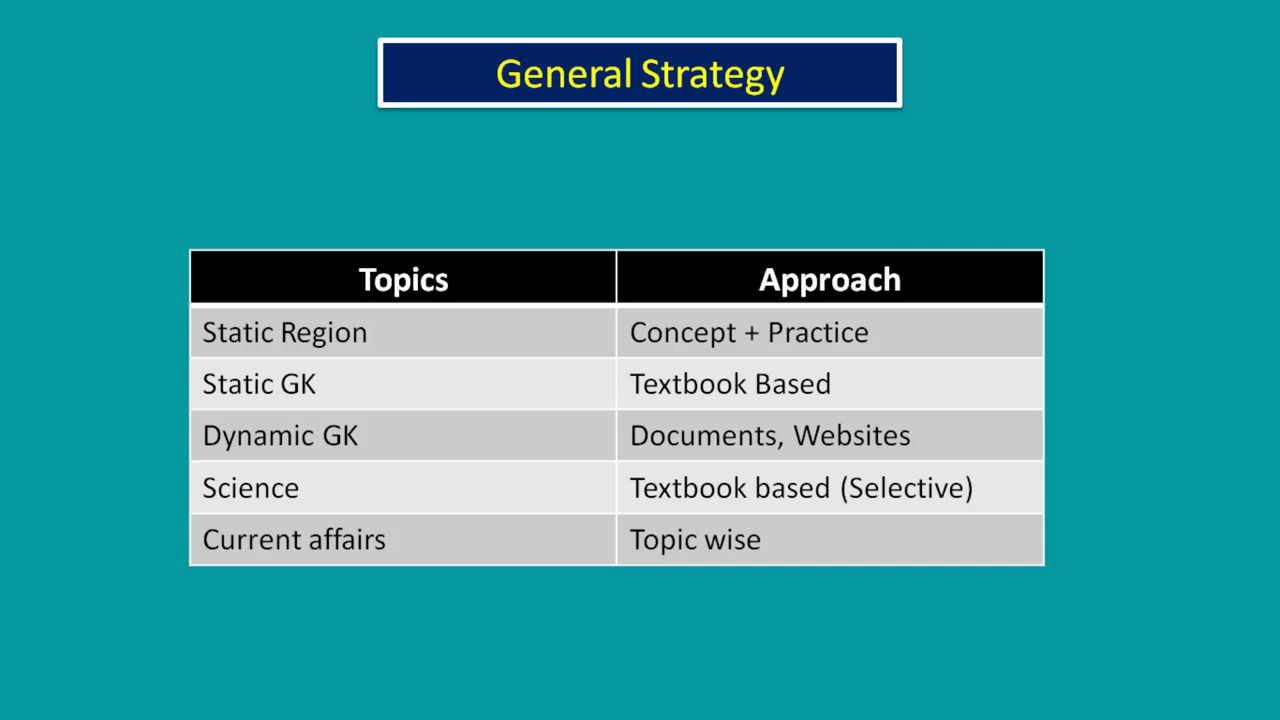 General Strategy
Topics Approach
Static Region Concept + Practice
Static GK Textbook Based
Dynamic GK Documents, Websites
Science Textbook based (Selective)
Current affairs Topic wise